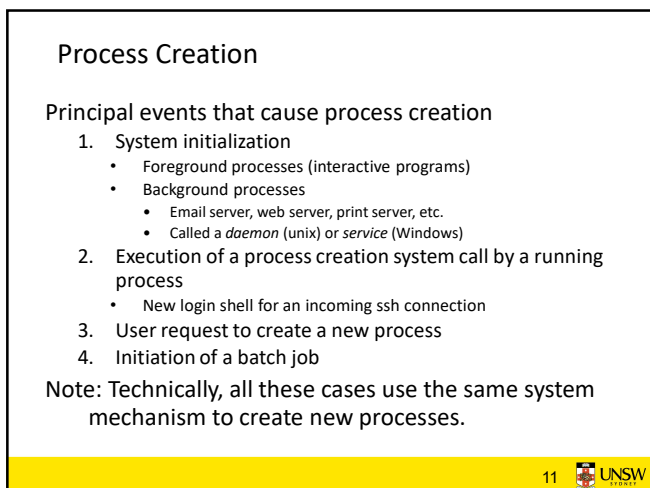 Process Creation
Principal events that cause process creation
1. System initialization
• Foreground processes (interactive programs)
• Background processes
• Email server, web server, print server, etc.
• Called a daemon (unix) or service (Windows)
2. Execution of a process creation system call by a running
process
• New login shell for an incoming ssh connection
3. User request to create a new process
4. Initiation of a batch job
Note: Technically, all these cases use the same system
mechanism to create new processes.
11 UNSW
SYDNEY